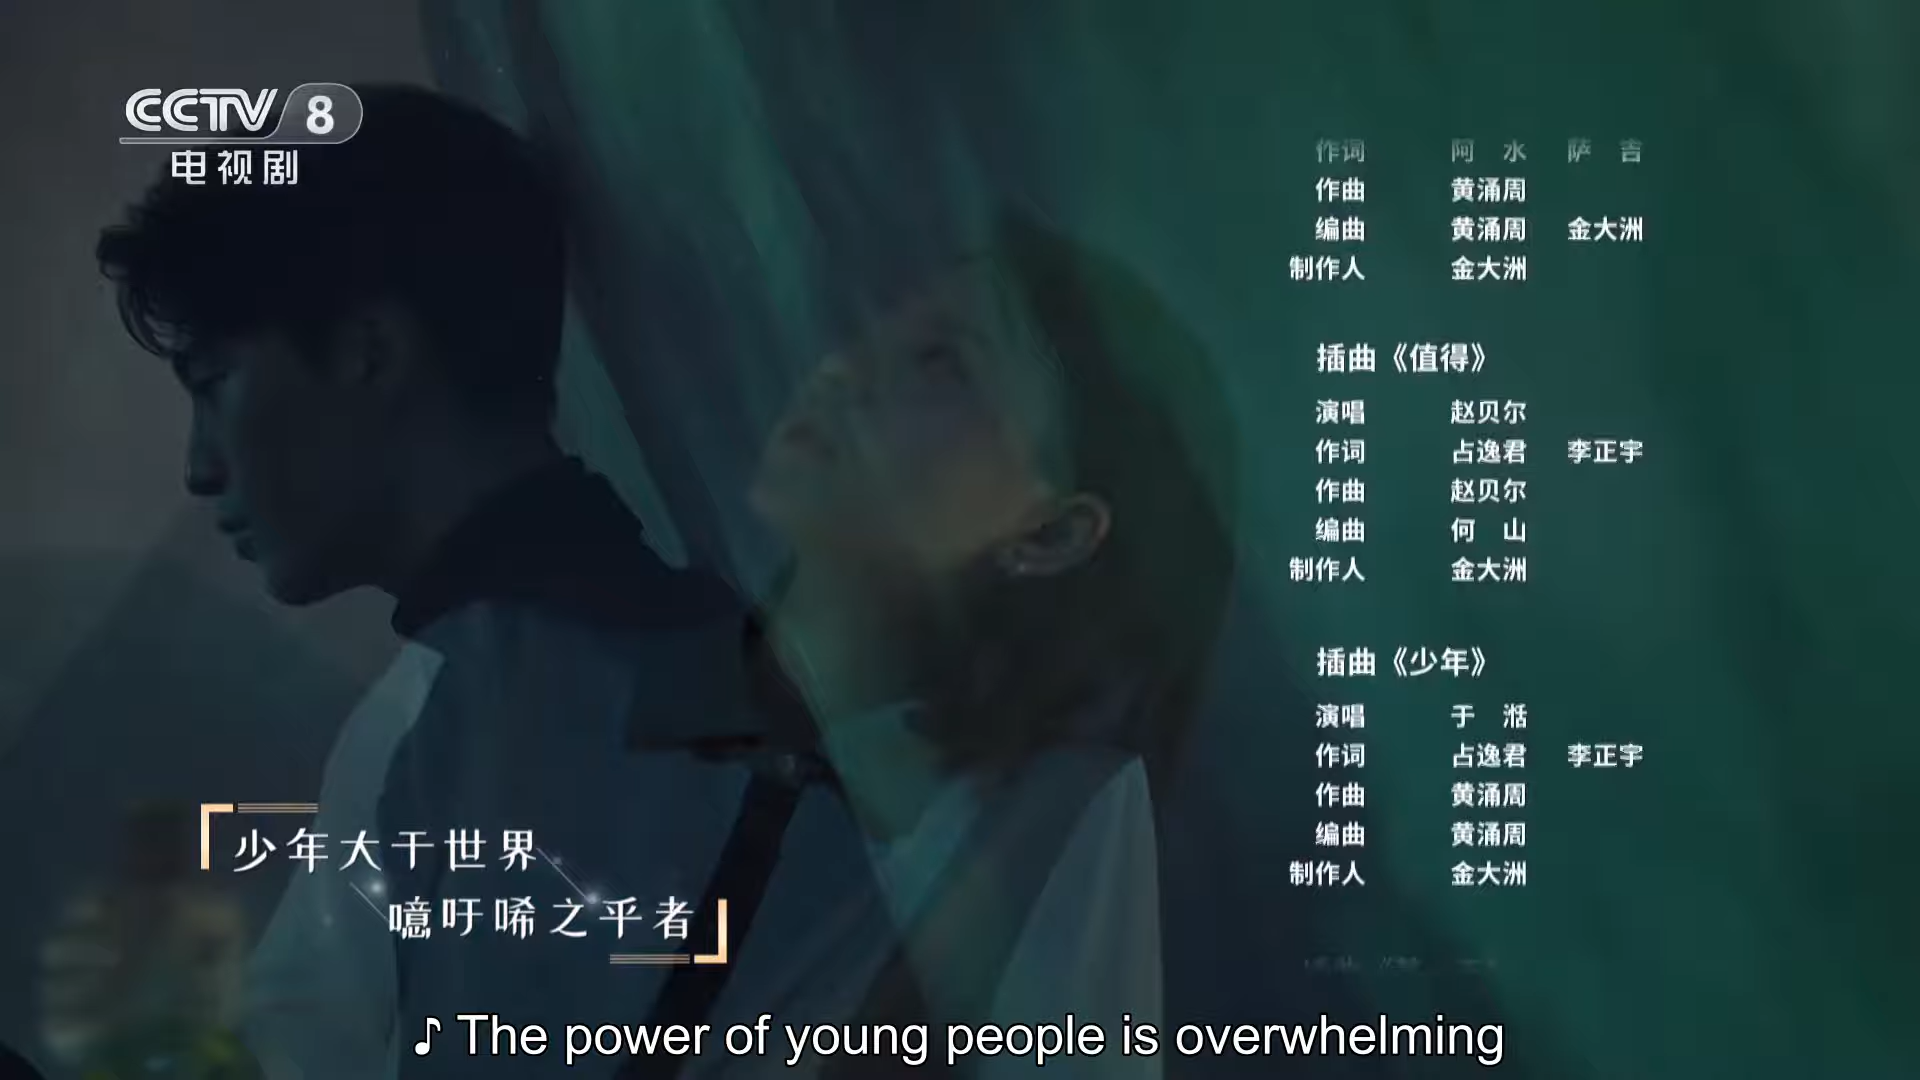 CCTV 8
电视剧
作词 阿 水 萨 吉
作曲 黄涌周
编曲 黄涌周 金大洲
制作人 金大洲
插曲《值得》
演唱 赵贝尔
作词 占逸君 李正宇
作曲 赵贝尔
编曲 何 山
制作人 金大洲
插曲《少年》
演唱 于 湉
作词 占逸君 李正宇
作曲 黄涌周
编曲 黄涌周
制作人 金大洲
少年大干世界
噫吁唏之乎者
♪ The power of young people is overwhelming